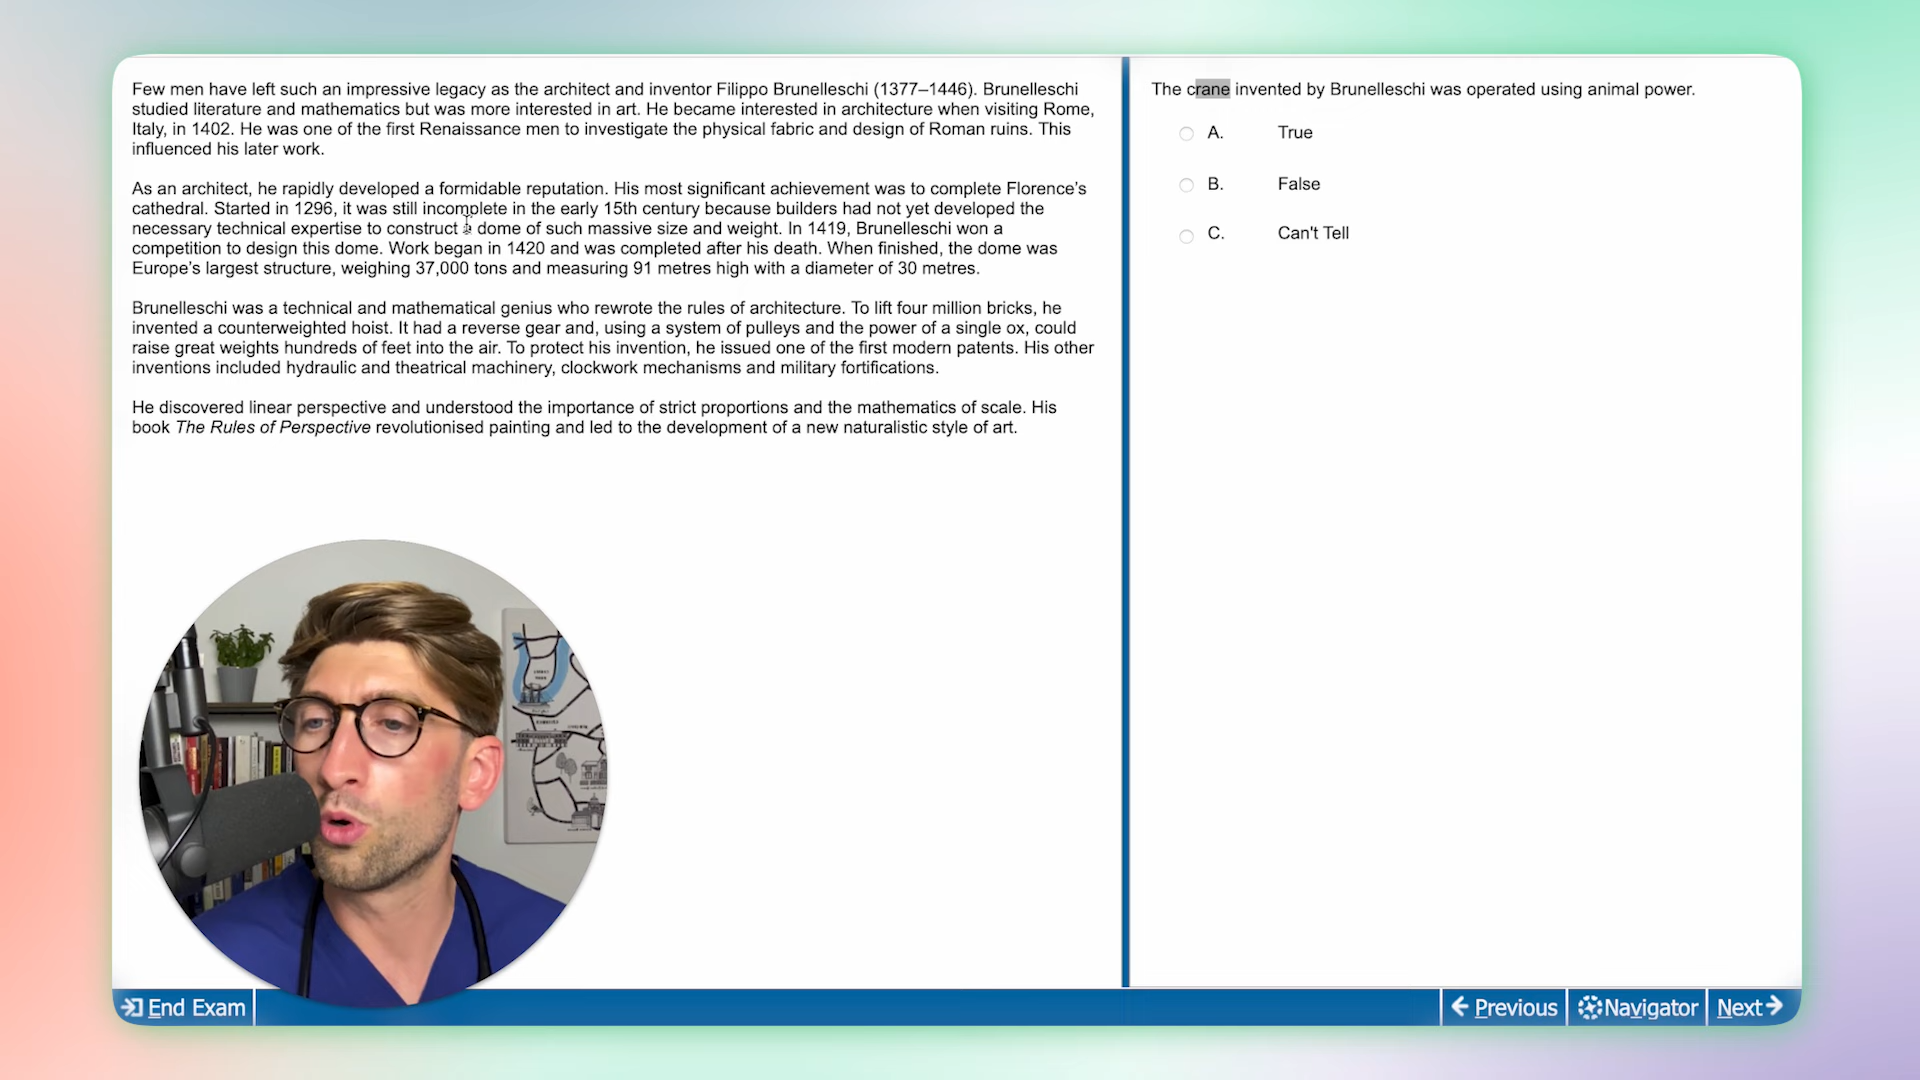 Few men have left such an impressive legacy as the architect and inventor Filippo Brunelleschi (1377–1446). Brunelleschi
studied literature and mathematics but was more interested in art. He became interested in architecture when visiting Rome,
Italy, in 1402. He was one of the first Renaissance men to investigate the physical fabric and design of Roman ruins. This
influenced his later work.
As an architect, he rapidly developed a formidable reputation. His most significant achievement was to complete Florence's
cathedral. Started in 1296, it was still incomplete in the early 15th century because builders had not yet developed the
necessary technical expertise to construct a dome of such massive size and weight. In 1419, Brunelleschi won a
competition to design this dome. Work began in 1420 and was completed after his death. When finished, the dome was
Europe's largest structure, weighing 37,000 tons and measuring 91 metres high with a diameter of 30 metres.
Brunelleschi was a technical and mathematical genius who rewrote the rules of architecture. To lift four million bricks, he
invented a counterweighted hoist. It had a reverse gear and, using a system of pulleys and the power of a single ox, could
raise great weights hundreds of feet into the air. To protect his invention, he issued one of the first modern patents. His other
inventions included hydraulic and theatrical machinery, clockwork mechanisms and military fortifications.
He discovered linear perspective and understood the importance of strict proportions and the mathematics of scale. His
book The Rules of Perspective revolutionised painting and led to the development of a new naturalistic style of art.
The crane invented by Brunelleschi was operated using animal power.
A. True
B. False
C. Can't Tell
End Exam
Previous
Navigator
Next